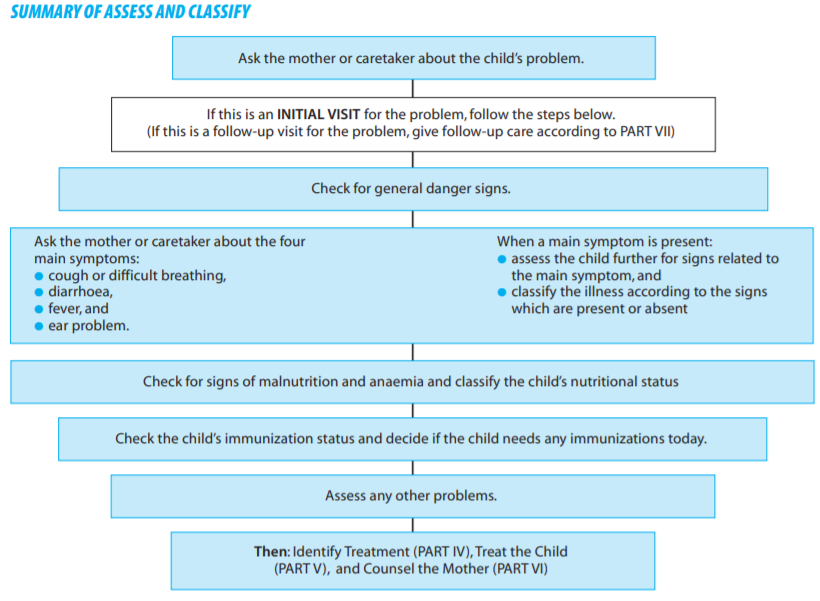 SUMMARY OF ASSESS AND CLASSIFY
Ask the mother or caretaker about the child's problem.
If this is an INITIAL VISIT for the problem, follow the steps below.
(If this is a follow-up visit for the problem, give follow-up care according to PART VII)
Check for general danger signs.
Ask the mother or caretaker about the four
main symptoms:
● cough or difficult breathing,
● diarrhoea,
● fever, and
● ear problem.
When a main symptom is present:
● assess the child further for signs related to
the main symptom, and
● classify the illness according to the signs
which are present or absent
Check for signs of malnutrition and anaemia and classify the child's nutritional status
Check the child's immunization status and decide if the child needs any immunizations today.
Assess any other problems.
Then: Identify Treatment (PART IV), Treat the Child
(PART V), and Counsel the Mother (PART VI)